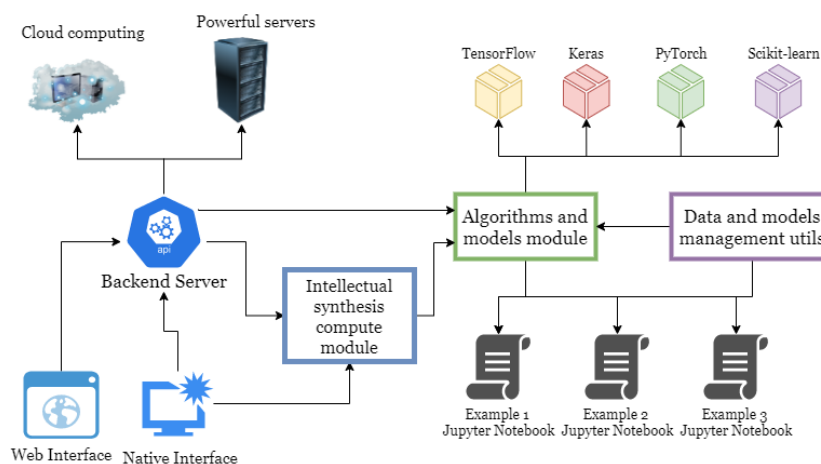 Cloud computing
Powerful servers
TensorFlow
Keras
PyTorch
Scikit-learn
api
Backend Server
Algorithms and
models module
Data and models
management utils
Intellectual
synthesis
compute
module
Example 1
Jupyter Notebook
Example 2
Jupyter Notebook
Example 3
Jupyter Notebook
Web Interface
Native Interface